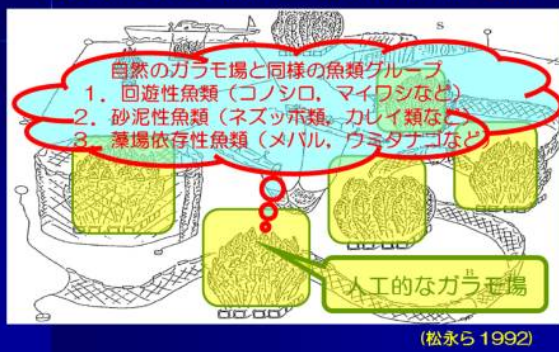 自然のガラモ場と同様の魚類グループ
1．回遊性魚類（コノシロ，マイワシなど）
2．砂泥性魚類（ネズッポ類，カレイ類など）
3．藻場依存性魚類（メバル，ウミタナゴなど
人工的なガラモ場
(松永ら 1992)